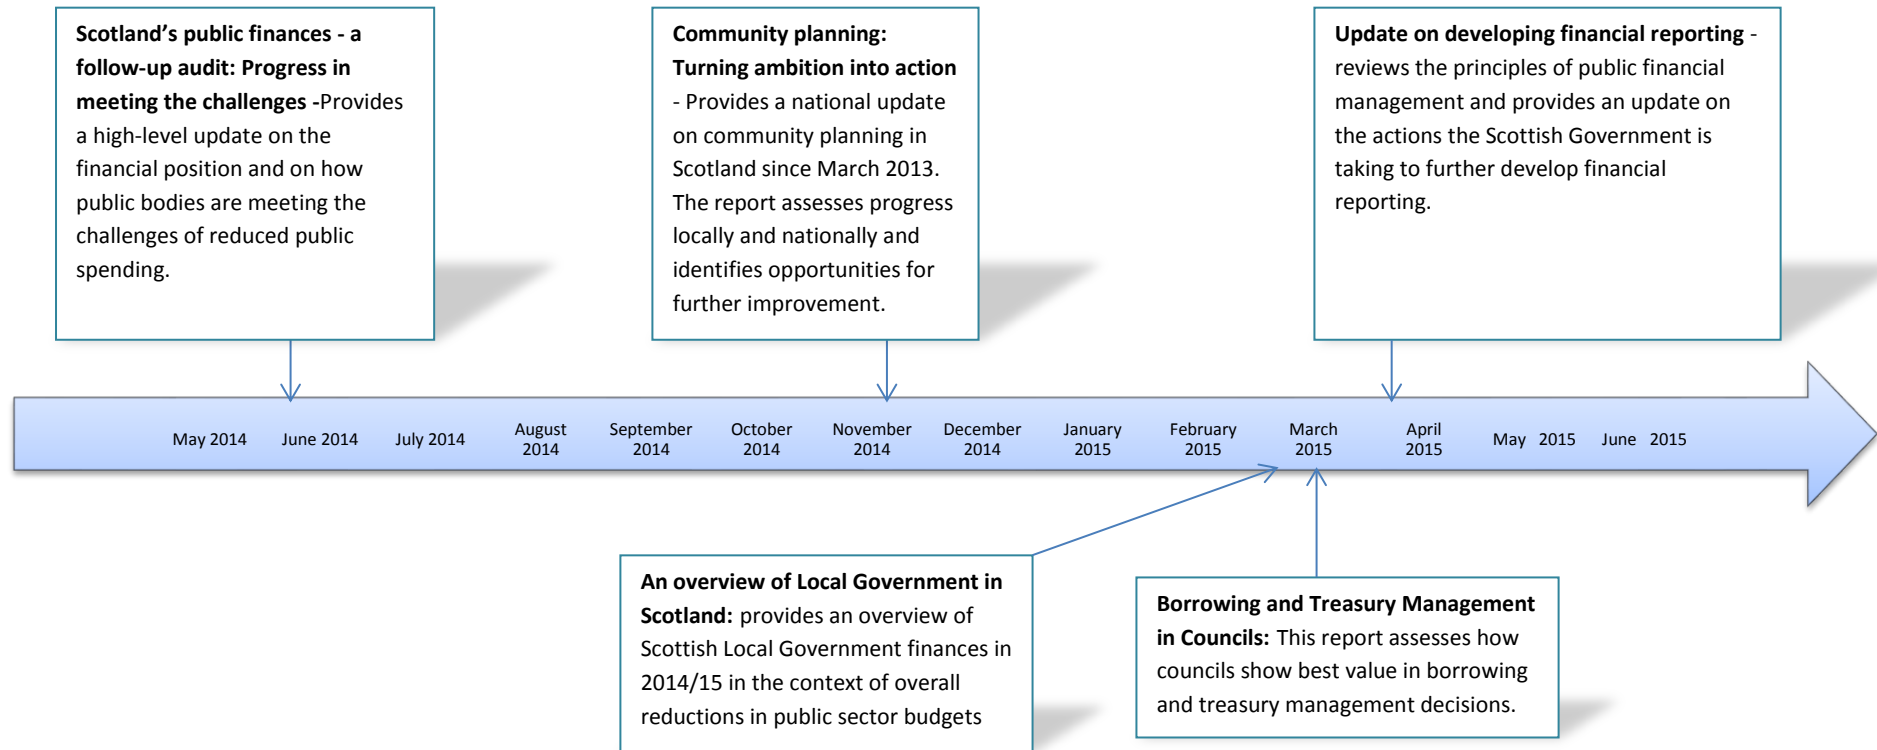 Scotland's public finances - a
follow-up audit: Progress in
meeting the challenges -Provides
a high-level update on the
financial position and on how
public bodies are meeting the
challenges of reduced public
spending.
Community planning:
Turning ambition into action
- Provides a national update
on community planning in
Scotland since March 2013.
The report assesses progress
locally and nationally and
identifies opportunities for
further improvement.
Update on developing financial reporting -
reviews the principles of public financial
management and provides an update on
the actions the Scottish Government is
taking to further develop financial
reporting.
May 2014
June 2014
July 2014
August
2014
September
2014
October
2014
November
2014
December
2014
January
2015
February
2015
March
2015
April
2015
May 2015
June 2015
An overview of Local Government in
Scotland: provides an overview of
Scottish Local Government finances in
2014/15 in the context of overall
reductions in public sector budgets
Borrowing and Treasury Management
in Councils: This report assesses how
councils show best value in borrowing
and treasury management decisions.